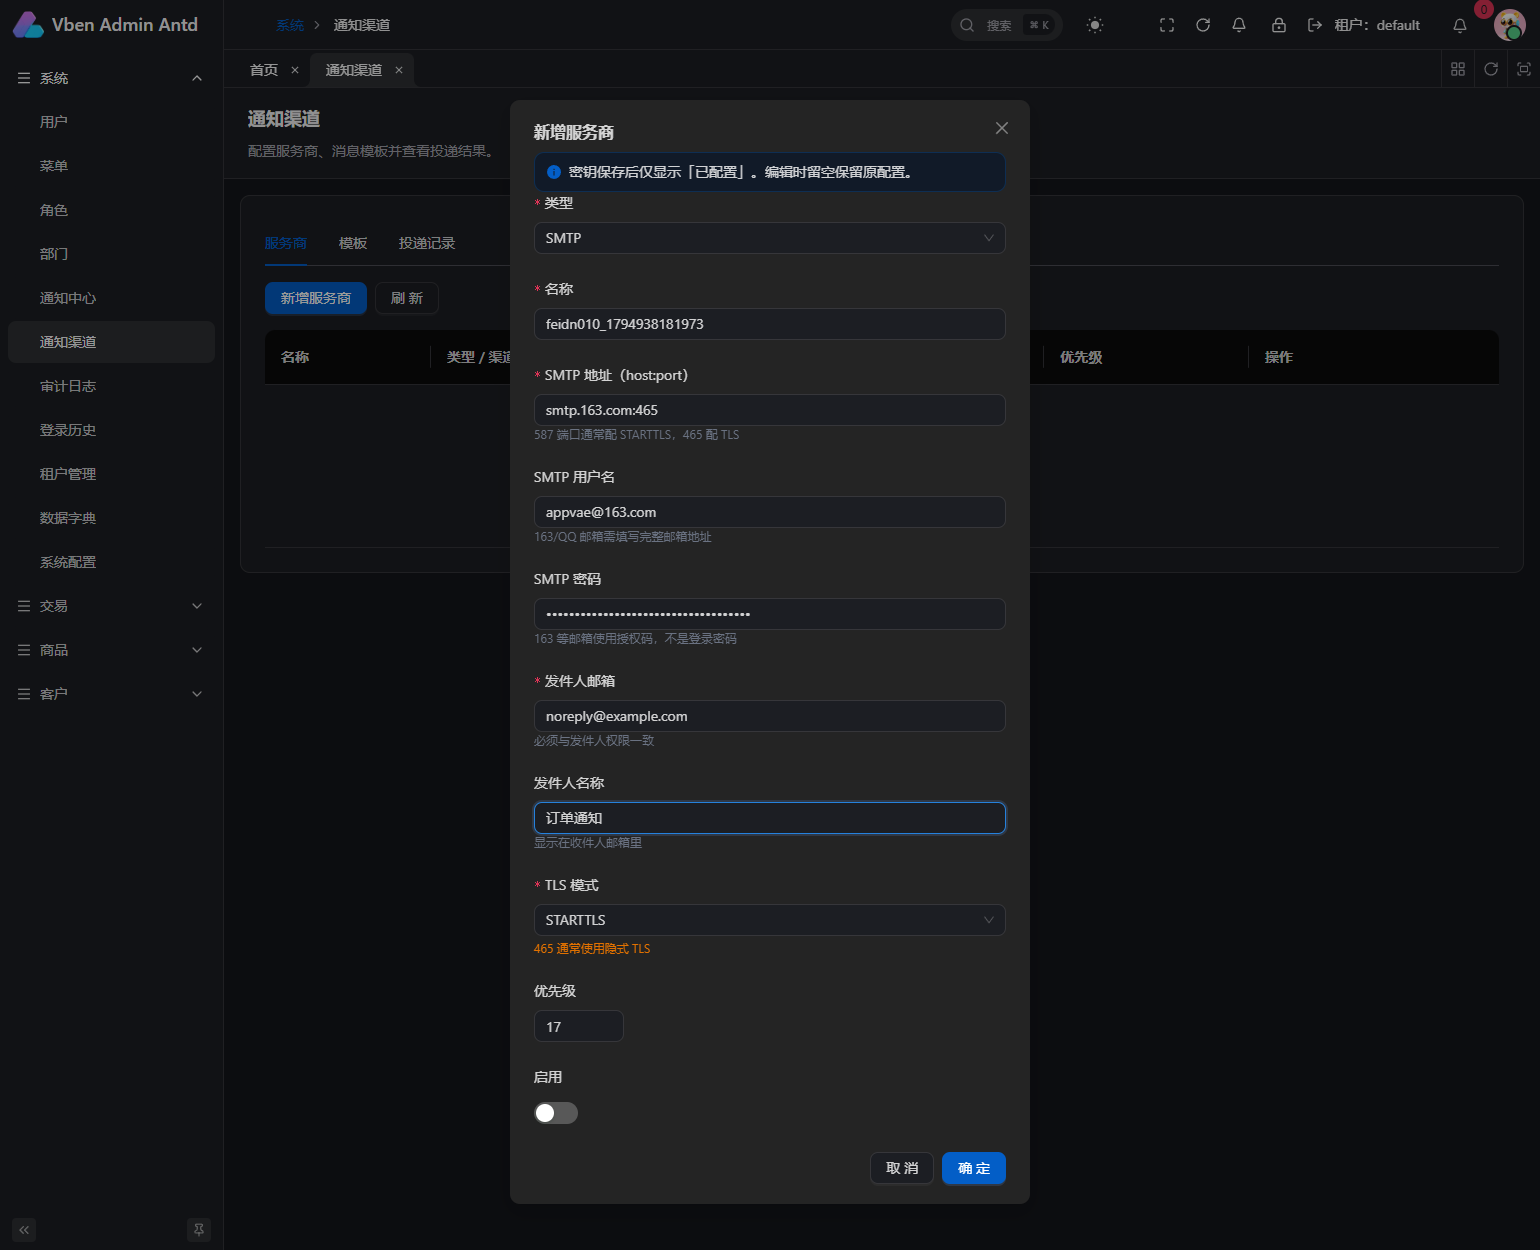 Vben Admin Antd
系统
通知渠道
搜索
⌘ K
租户：default
0
首页
通知渠道
系统
用户
菜单
角色
部门
通知中心
通知渠道
审计日志
登录历史
租户管理
数据字典
系统配置
交易
商品
客户
通知渠道
配置服务商、消息模板并查看投递结果。
服务商
模板
投递记录
新增服务商
刷 新
名称
类型 / 渠道
优先级
操作
新增服务商
密钥保存后仅显示「已配置」。编辑时留空保留原配置。
* 类型
SMTP
* 名称
feidn010_1794938181973
* SMTP 地址（host:port）
smtp.163.com:465
587 端口通常配 STARTTLS，465 配 TLS
SMTP 用户名
appvae@163.com
163/QQ 邮箱需填写完整邮箱地址
SMTP 密码
••••••••••••••••••••••••••••••••••••
163 等邮箱使用授权码，不是登录密码
* 发件人邮箱
noreply@example.com
必须与发件人权限一致
发件人名称
订单通知
显示在收件人邮箱里
* TLS 模式
STARTTLS
465 通常使用隐式 TLS
优先级
17
启用
取 消
确 定